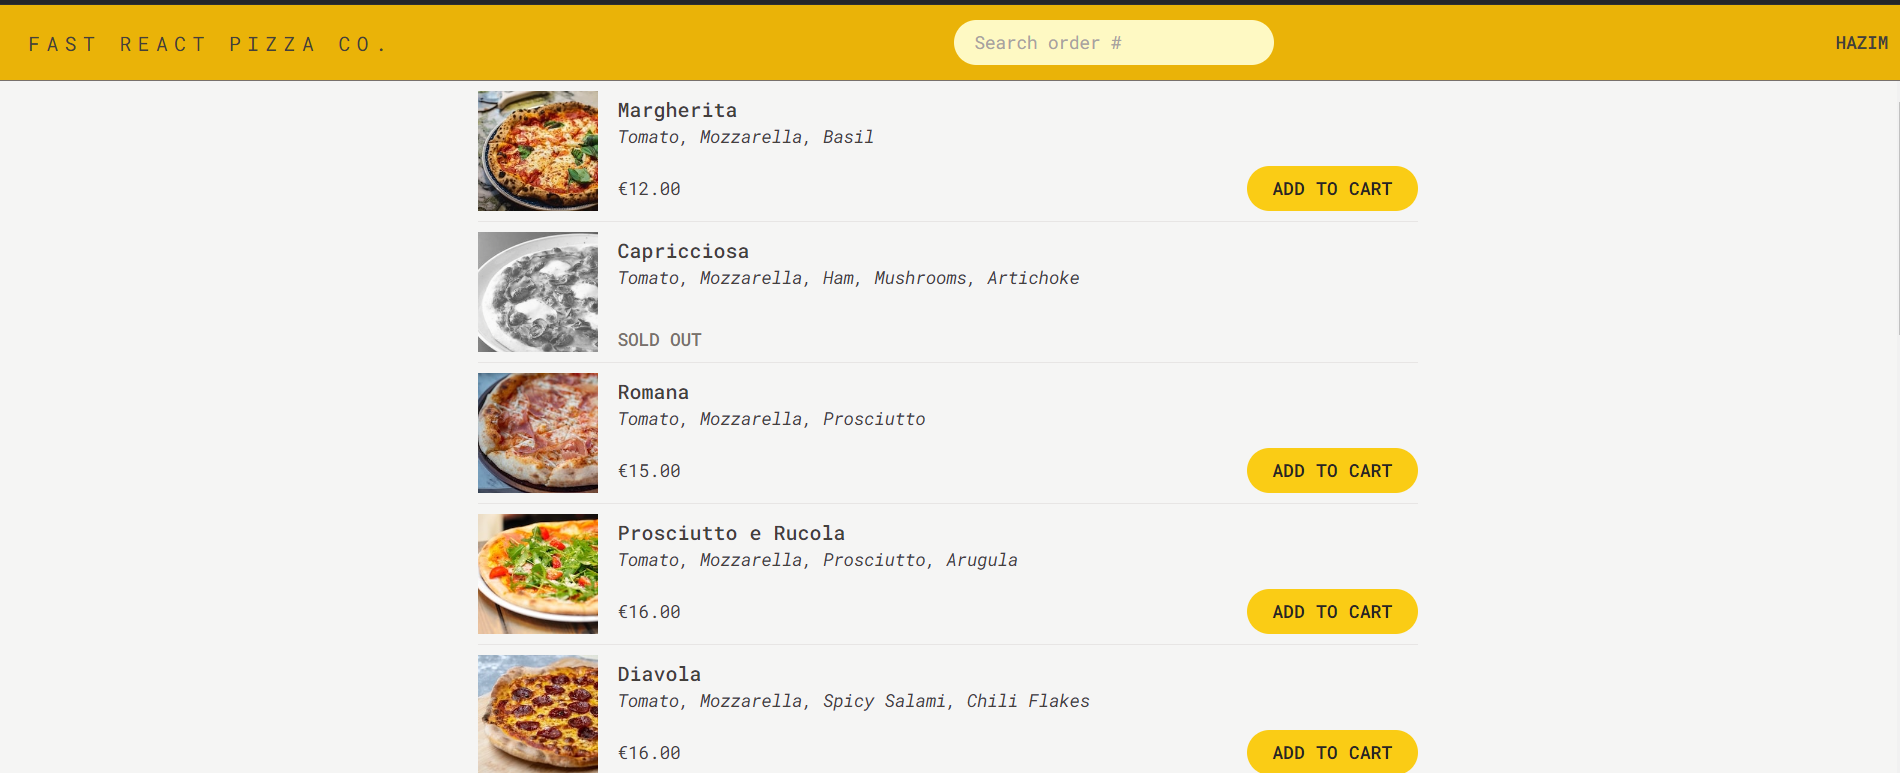 FAST REACT PIZZA CO.
Search order #
HAZIM
Margherita
Tomato, Mozzarella, Basil
€12.00
ADD TO CART
Capricciosa
Tomato, Mozzarella, Ham, Mushrooms, Artichoke
SOLD OUT
Romana
Tomato, Mozzarella, Prosciutto
€15.00
ADD TO CART
Prosciutto e Rucola
Tomato, Mozzarella, Prosciutto, Arugula
€16.00
ADD TO CART
Diavola
Tomato, Mozzarella, Spicy Salami, Chili Flakes
€16.00
ADD TO CART